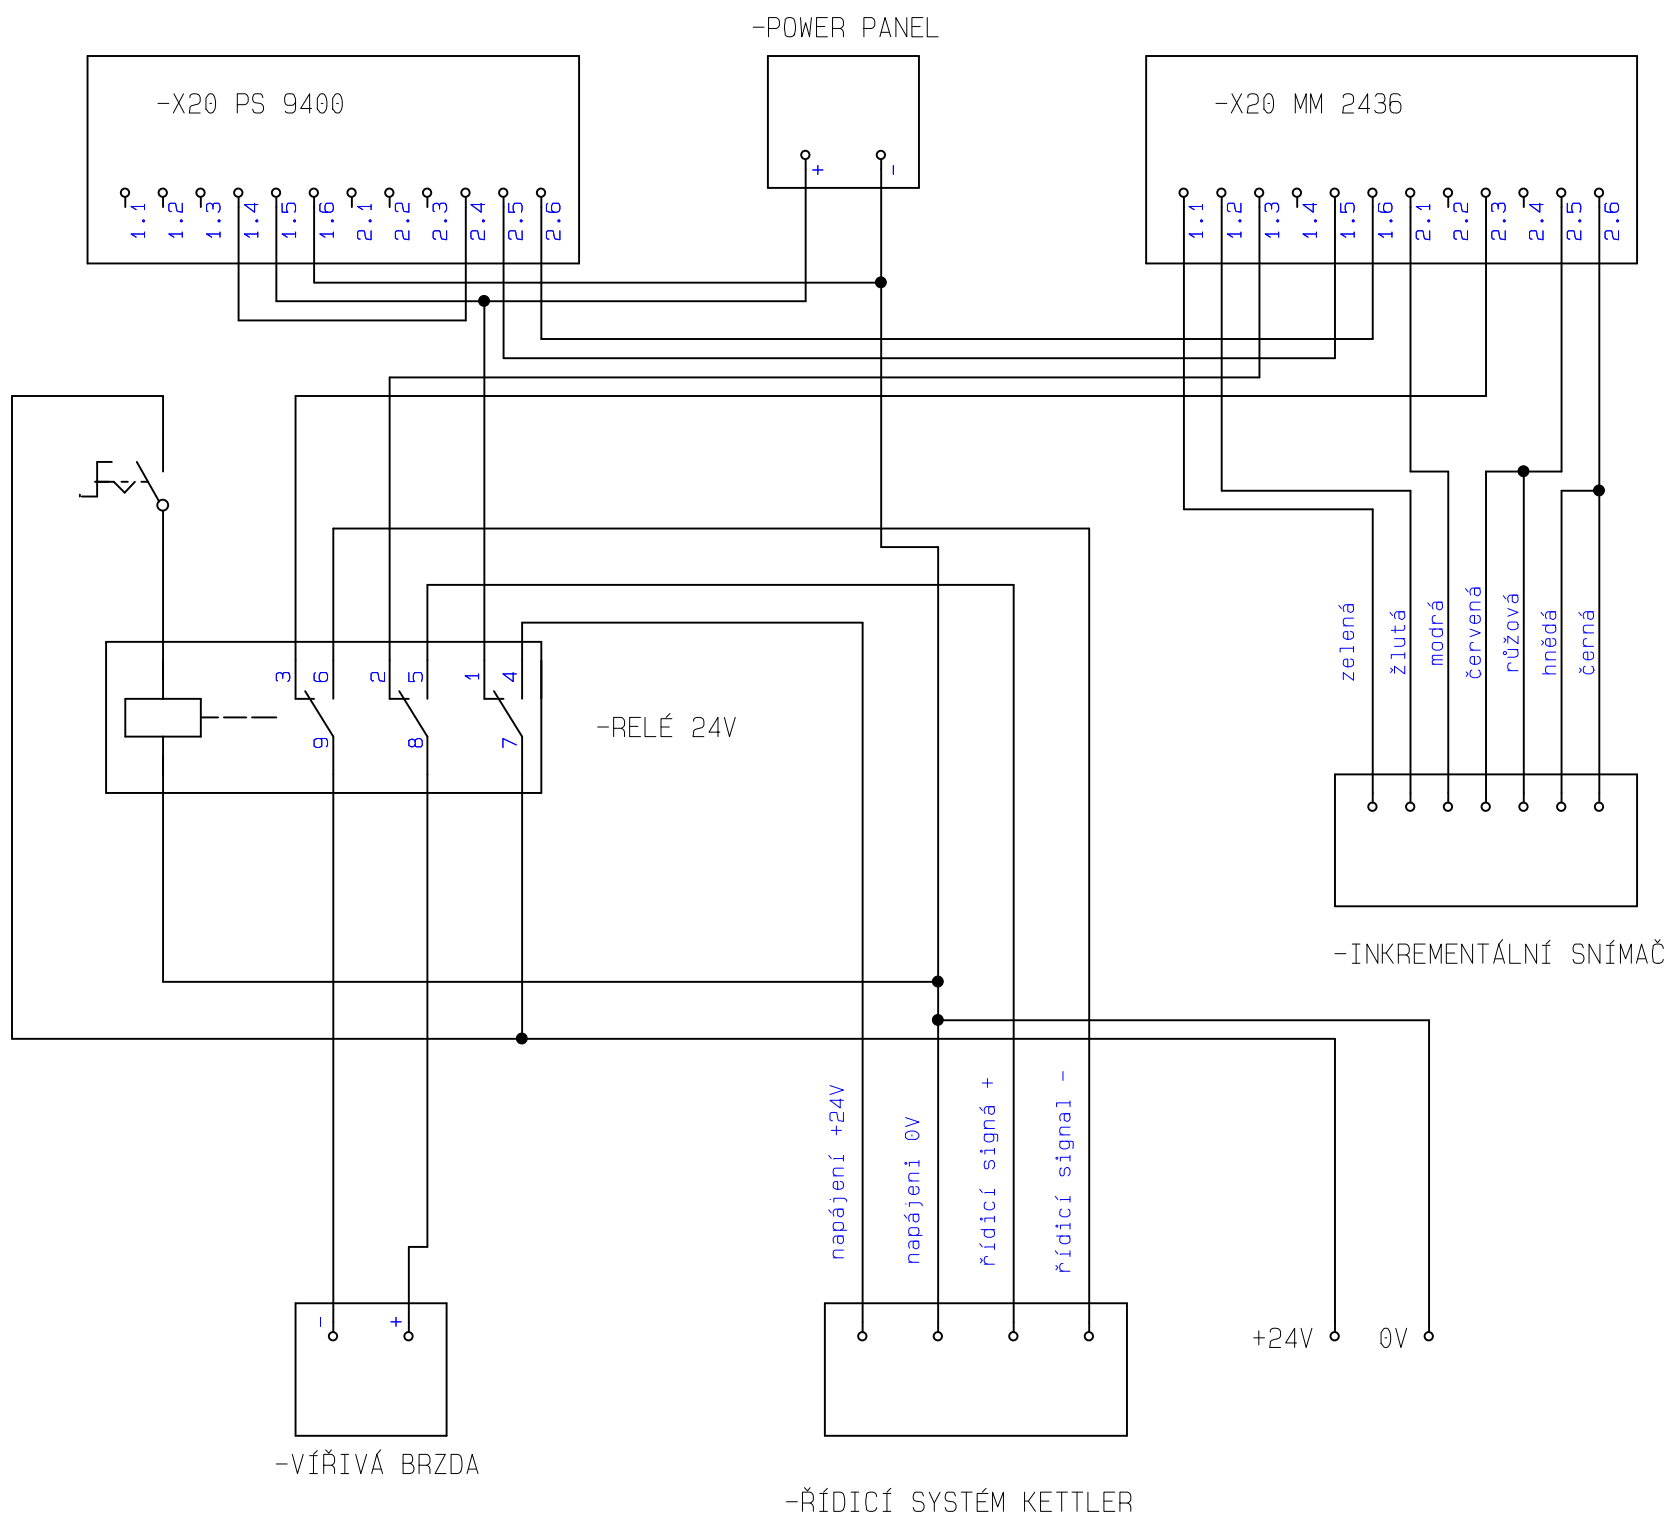 -POWER PANEL
-X20 PS 9400
-X20 MM 2436
+
-
1.1
1.2
1.3
1.4
1.5
1.6
2.1
2.2
2.3
2.4
2.5
2.6
1.1
1.2
1.3
1.4
1.5
1.6
2.1
2.2
2.3
2.4
2.5
2.6
zelená
žlutá
modrá
červená
růžová
hnědá
černá
3
6
2
5
1
4
9
8
7
-RELÉ 24V
-INKREMENTÁLNÍ SNÍMAČ
napájení +24V
napájeni 0V
řídicí signá +
řídicí signal -
-
+
+24V
0V
-VÍŘIVÁ BRZDA
-ŘÍDICÍ SYSTÉM KETTLER